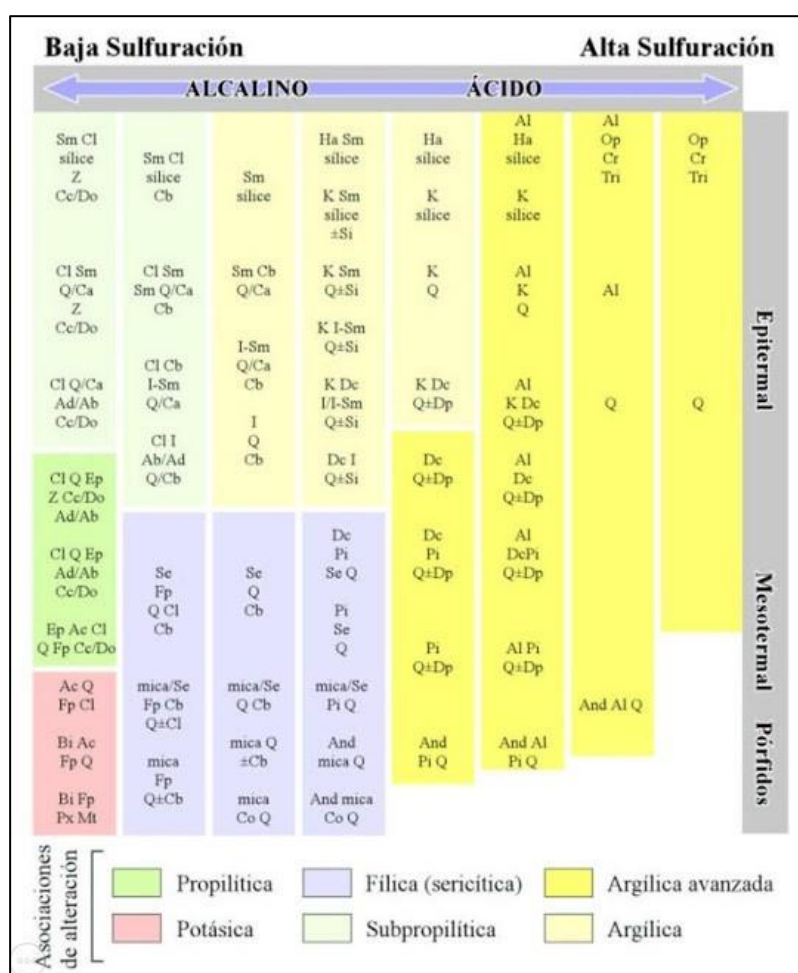 Baja Sulfuración
Alta Sulfuración
ALCALINO
ÁCIDO
Sm Cl
sílice
Z
Cc/Do
Cl Sm
Q/Ca
Z
Cc/Do
Cl Q/Ca
Ad/Ab
Cc/Do
Cl Q Ep
Z Cc/Do
Ad/Ab
Cl Q Ep
Ad/Ab
Cc/Do
Ep Ac Cl
Q Fp Cc/Do
Ac Q
Fp Cl
Bi Ac
Fp Q
Bi Fp
Px Mt
Sm Cl
sílice
Cb
Cl Sm
Sm Q/Ca
Cb
Cl Cb
I-Sm
Q/Ca
Cl I
Ab/Ad
Q/Cb
Se
Fp
Q Cl
Cb
mica/Se
Fp Cb
Q±Cl
mica
Fp
Q±Cb
Sm
sílice
Sm Cb
Q/Ca
I-Sm
Q/Ca
Cb
I
Q
Cb
Se
Q
Cb
mica/Se
Q Cb
mica Q
±Cb
mica
Co Q
Ha Sm
sílice
K Sm
sílice
±Si
K Sm
Q±Si
K I-Sm
Q±Si
K Dc
I/I-Sm
Q±Si
Dc I
Q±Si
Dc
Pi
Se Q
Pi
Se
Q
mica/Se
Pi Q
And
mica Q
And mica
Co Q
Ha
sílice
K
sílice
K
Q
K Dc
Q±Dp
Dc
Q±Dp
Dc
Pi
Q±Dp
Pi
Q±Dp
And
Pi Q
Al
Ha
sílice
K
sílice
Al
K
Q
Al
K Dc
Q±Dp
Al
Dc
Q±Dp
Al
DcPi
Q±Dp
Al Pi
Q±Dp
And Al
Pi Q
Al
Op
Cr
Tri
Al
Q
And Al Q
Op
Cr
Tri
Q
Epitermal
Mesotermal
Pórfidos
Asociaciones
de alteración
Propilítica
Fílica (sericítica)
Argílica avanzada
Potásica
Subpropilítica
Argílica